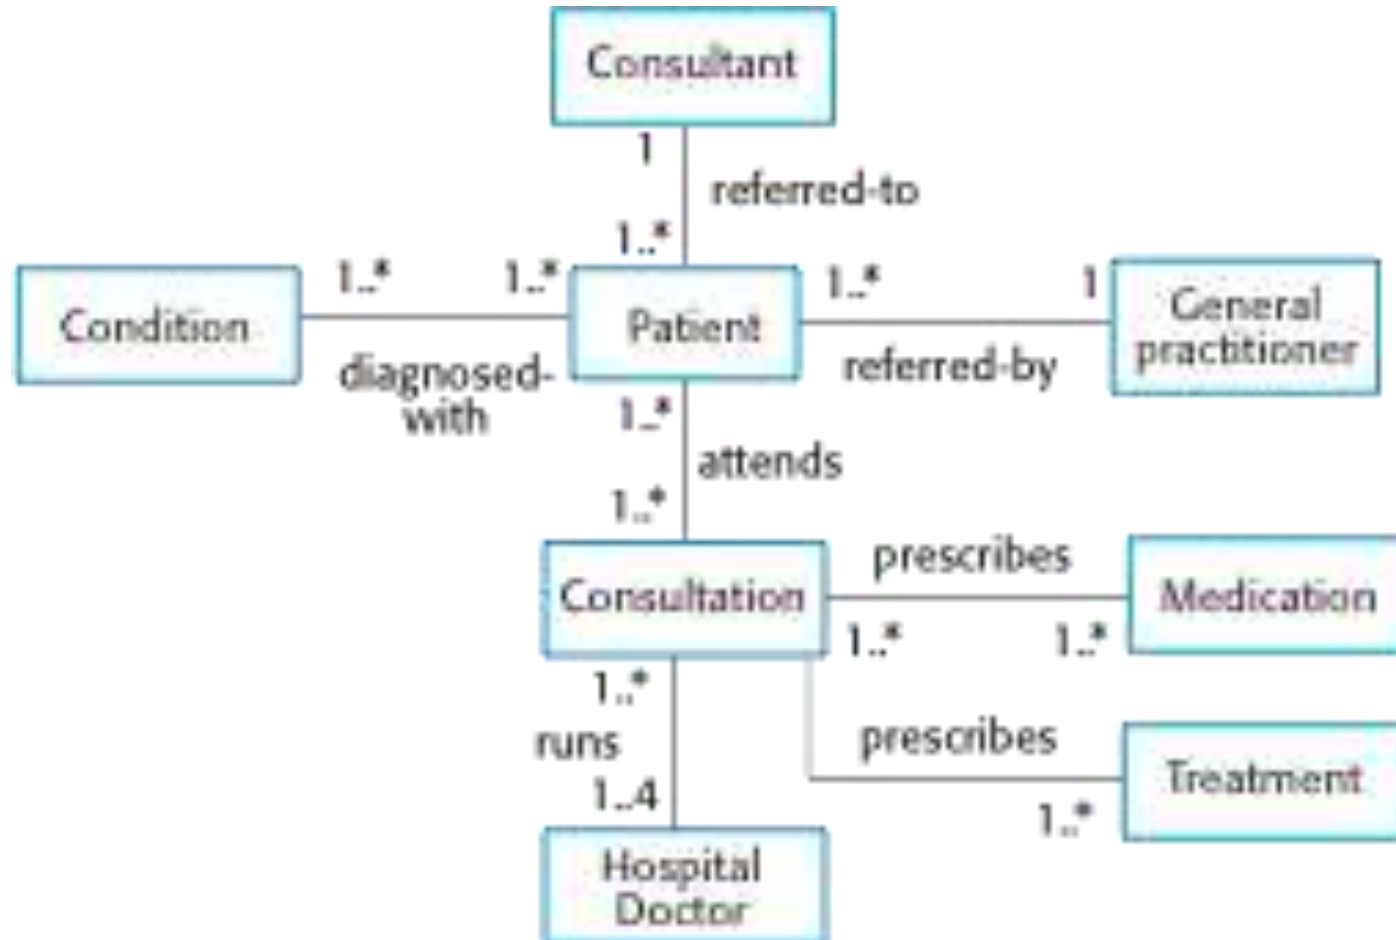 Consultant
1
referred-to
1..*
1..*
1..*
1..*
1
Condition
Patient
General
practitioner
diagnosed-
with
referred-by
1..*
attends
1..*
prescribes
Consultation
Medication
1..*
1..*
1..*
runs
prescribes
1..4
Treatment
1..*
Hospital
Doctor